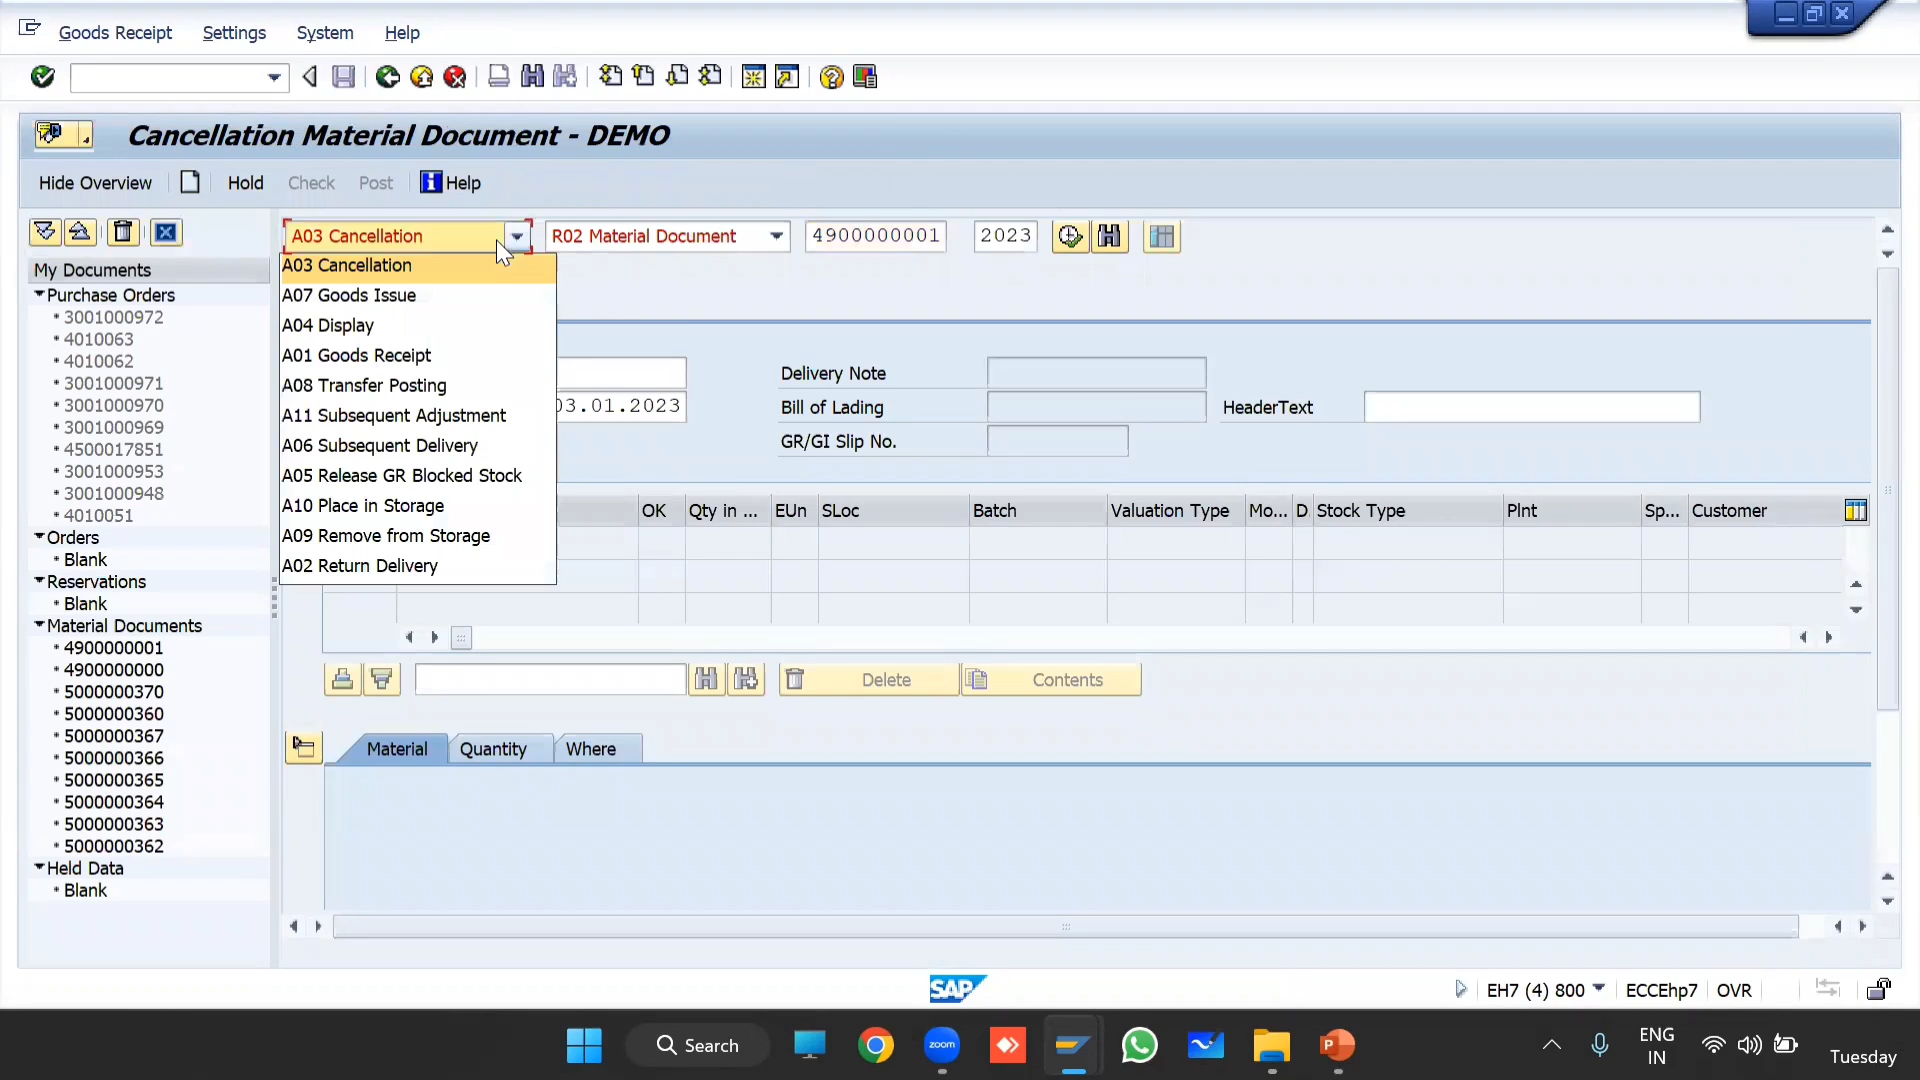 Goods Receipt Settings System Help
Cancellation Material Document - DEMO
Hide Overview Hold Check Post Help
A03 Cancellation R02 Material Document 4900000001 2023
A03 Cancellation
A07 Goods Issue
A04 Display
A01 Goods Receipt
A08 Transfer Posting
A11 Subsequent Adjustment
A06 Subsequent Delivery
A05 Release GR Blocked Stock
A10 Place in Storage
A09 Remove from Storage
A02 Return Delivery
My Documents
Purchase Orders
3001000972
4010063
4010062
3001000971
3001000970
3001000969
4500017851
3001000953
3001000948
4010051
Orders
Blank
Reservations
Blank
Material Documents
4900000001
4900000000
5000000370
5000000360
5000000367
5000000366
5000000365
5000000364
5000000363
5000000362
Held Data
Blank
Delivery Note
03.01.2023 Bill of Lading HeaderText
GR/GI Slip No.
OK Qty in ... EUn SLoc Batch Valuation Type Mo... D. Stock Type Plnt Sp... Customer
Delete Contents
Material Quantity Where
SAP EH7 (4) 800 ECCEhp7 OVR
Search zoom P ENG
IN
Tuesday